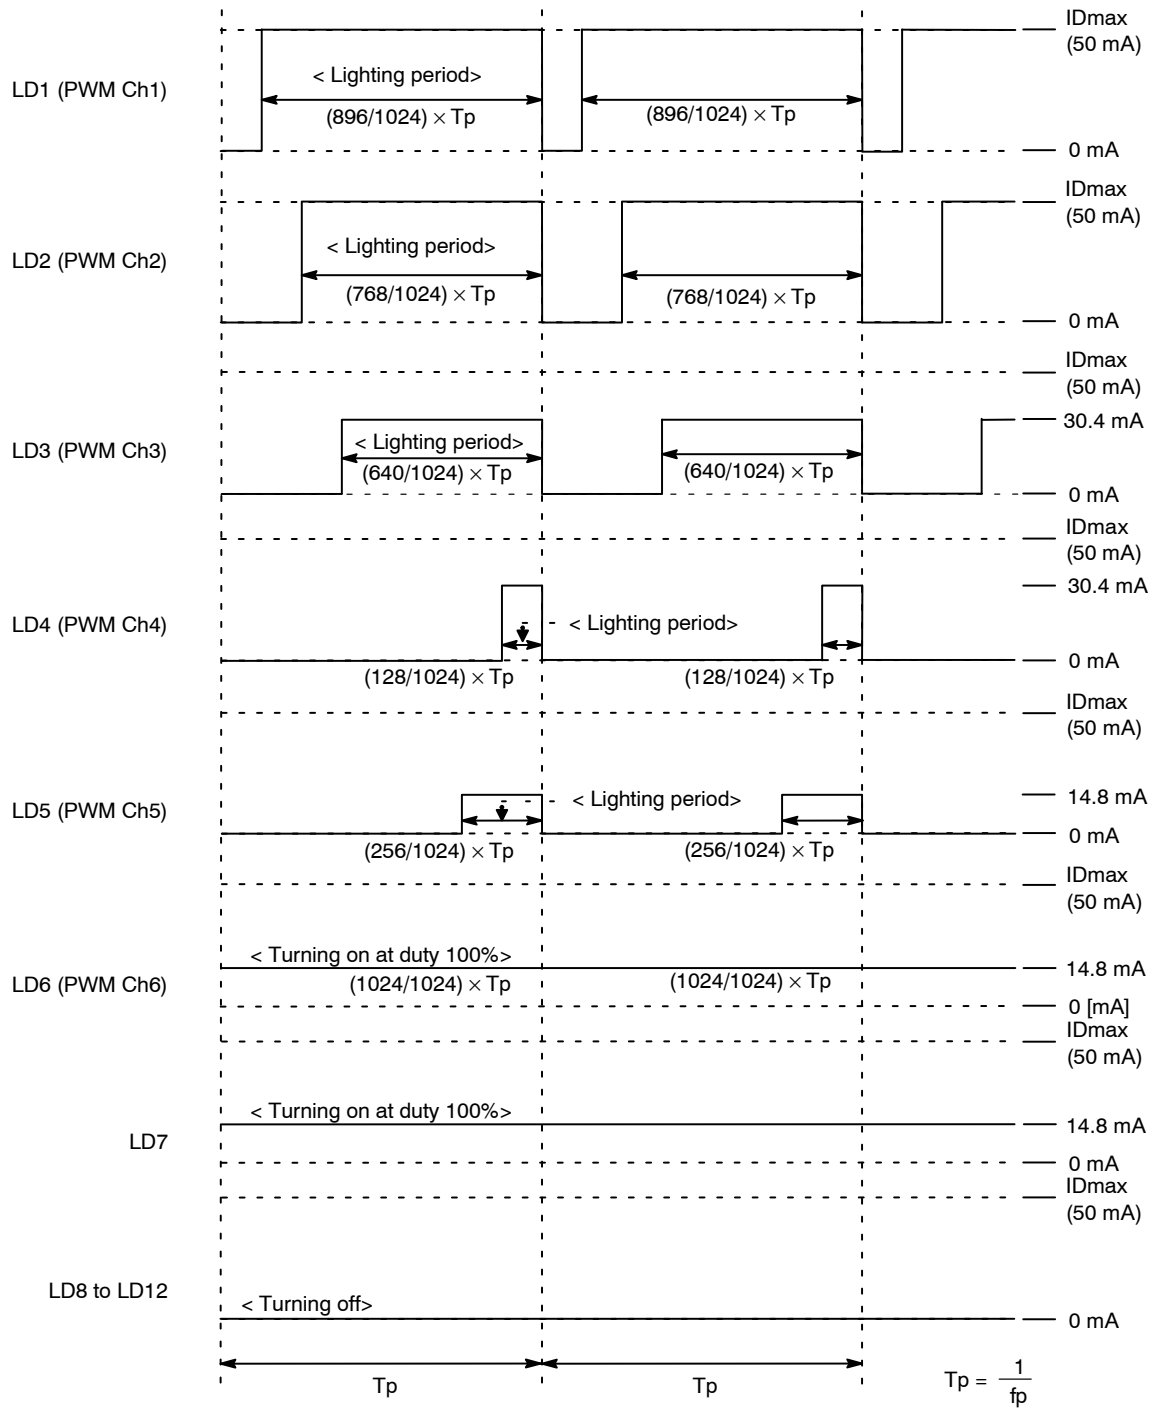 IDmax
(50 mA)
LD1 (PWM Ch1)
< Lighting period>
(896/1024) × Tp
(896/1024) × Tp
0 mA
IDmax
(50 mA)
LD2 (PWM Ch2)
< Lighting period>
(768/1024) × Tp
(768/1024) × Tp
0 mA
IDmax
(50 mA)
30.4 mA
LD3 (PWM Ch3)
< Lighting period>
(640/1024) × Tp
(640/1024) × Tp
0 mA
IDmax
(50 mA)
30.4 mA
LD4 (PWM Ch4)
< Lighting period>
0 mA
(128/1024) × Tp
(128/1024) × Tp
IDmax
(50 mA)
LD5 (PWM Ch5)
< Lighting period>
14.8 mA
0 mA
(256/1024) × Tp
(256/1024) × Tp
IDmax
(50 mA)
< Turning on at duty 100%>
14.8 mA
LD6 (PWM Ch6)
(1024/1024) × Tp
(1024/1024) × Tp
0 [mA]
IDmax
(50 mA)
< Turning on at duty 100%>
14.8 mA
LD7
0 mA
IDmax
(50 mA)
LD8 to LD12
< Turning off>
0 mA
Tp
Tp
Tp = 1
fp